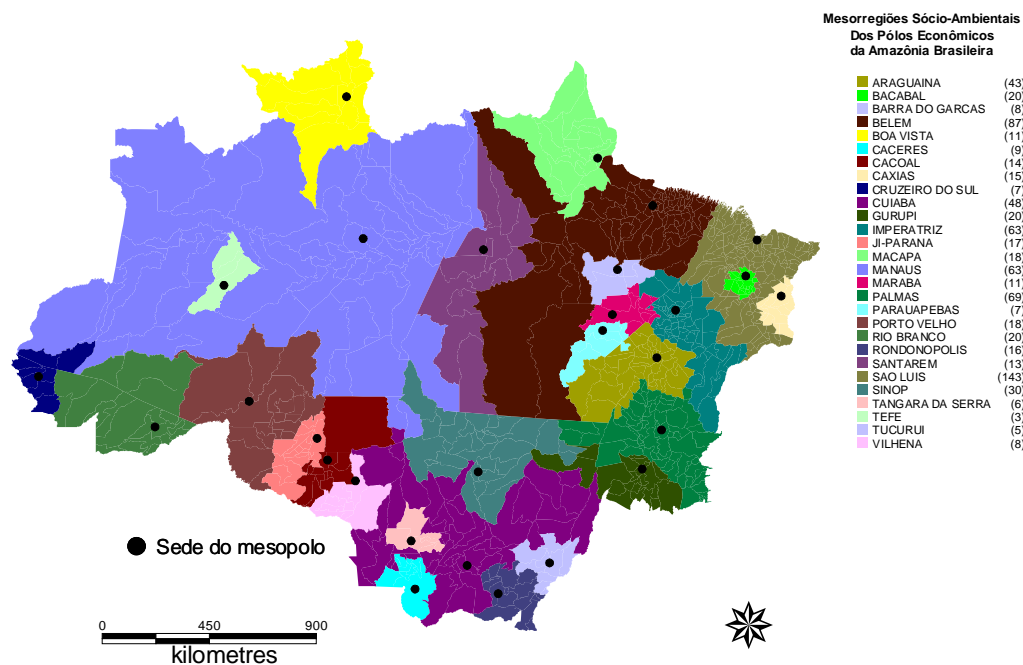 Mesorregiões Sócio-Ambientais
Dos Pólos Econômicos
da Amazônia Brasileira
ARAGUAINA (43)
BACABAL (20)
BARRA DO GARCAS (8)
BELEM (87)
BOA VISTA (11)
CACERES (9)
CACOAL (14)
CAXIAS (15)
CRUZEIRO DO SUL (7)
CUIABA (48)
GURUPI (20)
IMPERATRIZ (63)
JI-PARANA (17)
MACAPA (18)
MANAUS (63)
MARABA (11)
PALMAS (69)
PARAUAPEBAS (7)
PORTO VELHO (18)
RIO BRANCO (20)
RONDONOPOLIS (16)
SANTAREM (13)
SAO LUIS (143)
SINOP (30)
TANGARA DA SERRA (6)
TEFE (3)
TUCURUI (5)
VILHENA (8)
Sede do mesopolo
0 450 900
kilometres